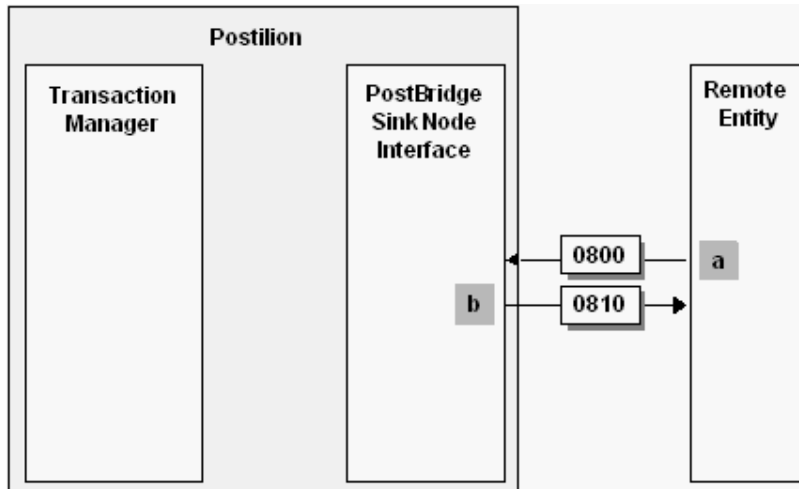 Postilion
Transaction
Manager
PostBridge
Sink Node
Interface
Remote
Entity
0800
a
b
0810